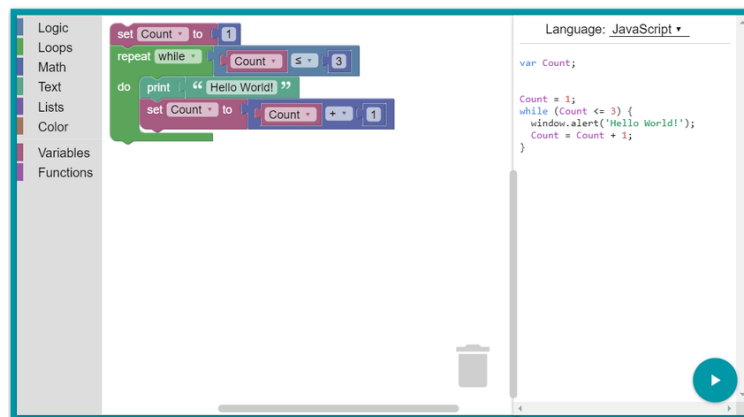 Logic
Loops
Math
Text
Lists
Color
Variables
Functions
set Count to 1
repeat while Count ≤ 3
do print “ Hello World! ”
set Count to Count + 1
Language: JavaScript
var Count;
Count = 1;
while (Count <= 3) {
window.alert('Hello World!');
Count = Count + 1;
}